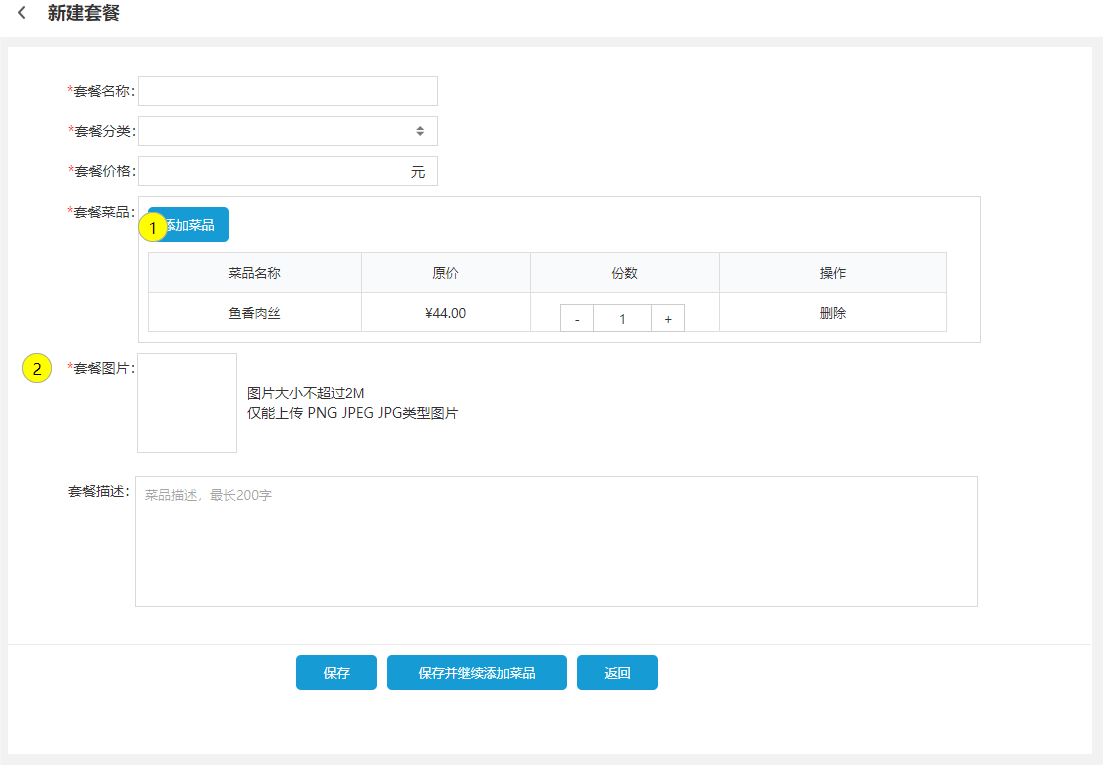 新建套餐
*套餐名称:
*套餐分类:
*套餐价格: 元
*套餐菜品:
1 添加菜品
菜品名称 原价 份数 操作
鱼香肉丝 ¥44.00 - 1 + 删除
2 *套餐图片:
图片大小不超过2M
仅能上传 PNG JPEG JPG类型图片
套餐描述:
菜品描述，最长200字
保存 保存并继续添加菜品 返回